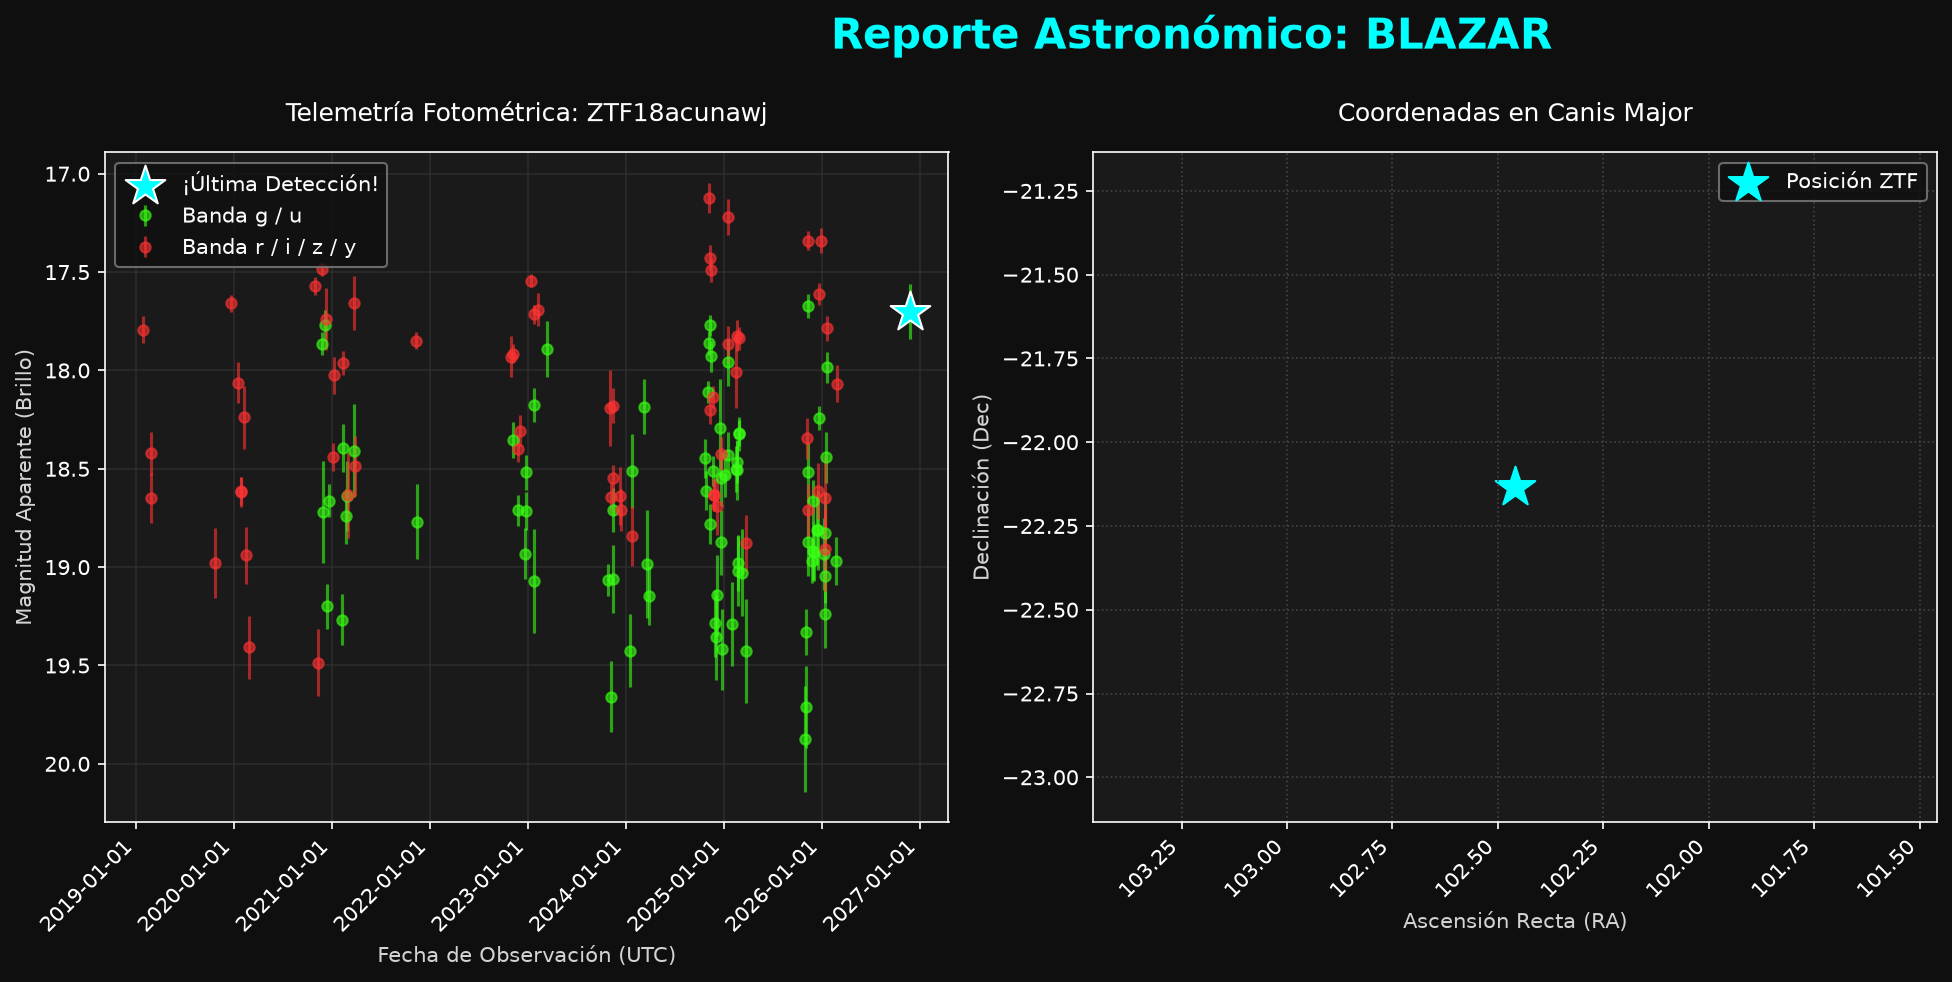 Reporte Astronómico: BLAZAR
Telemetría Fotométrica: ZTF18acunawj
¡Última Detección!
Banda g / u
Banda r / i / z / y
Magnitud Aparente (Brillo)
17.0
17.5
18.0
18.5
19.0
19.5
20.0
2019-01-01
2020-01-01
2021-01-01
2022-01-01
2023-01-01
2024-01-01
2025-01-01
2026-01-01
2027-01-01
Fecha de Observación (UTC)
Coordenadas en Canis Major
Posición ZTF
Declinación (Dec)
−21.25
−21.50
−21.75
−22.00
−22.25
−22.50
−22.75
−23.00
103.25
103.00
102.75
102.50
102.25
102.00
101.75
101.50
Ascensión Recta (RA)